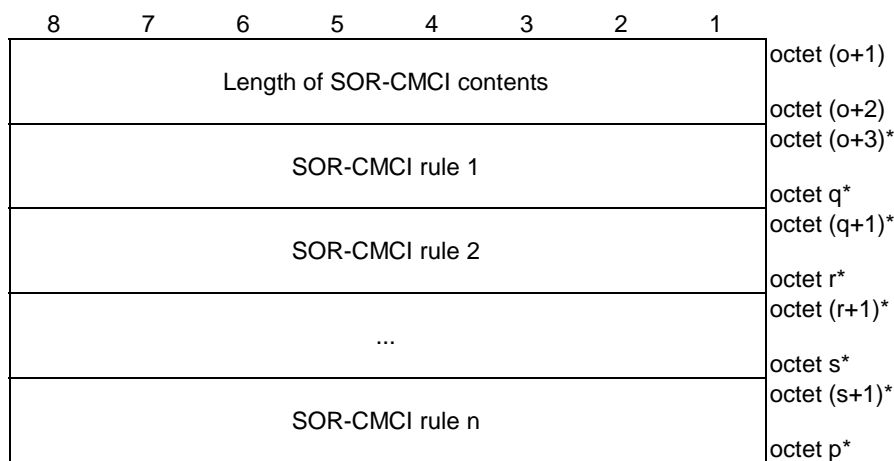 8 7 6 5 4 3 2 1
octet (o+1)
Length of SOR-CMCI contents
octet (o+2)
octet (o+3)*
SOR-CMCI rule 1
octet q*
octet (q+1)*
SOR-CMCI rule 2
octet r*
octet (r+1)*
...
octet s*
octet (s+1)*
SOR-CMCI rule n
octet p*